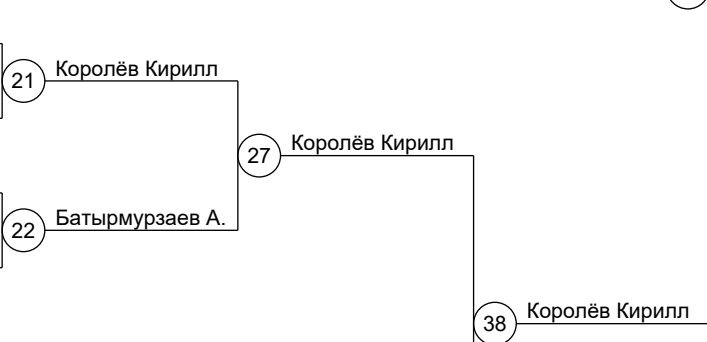 21 Королёв Кирилл
27 Королёв Кирилл
22 Батырмурзаев А.
38 Королёв Кирилл